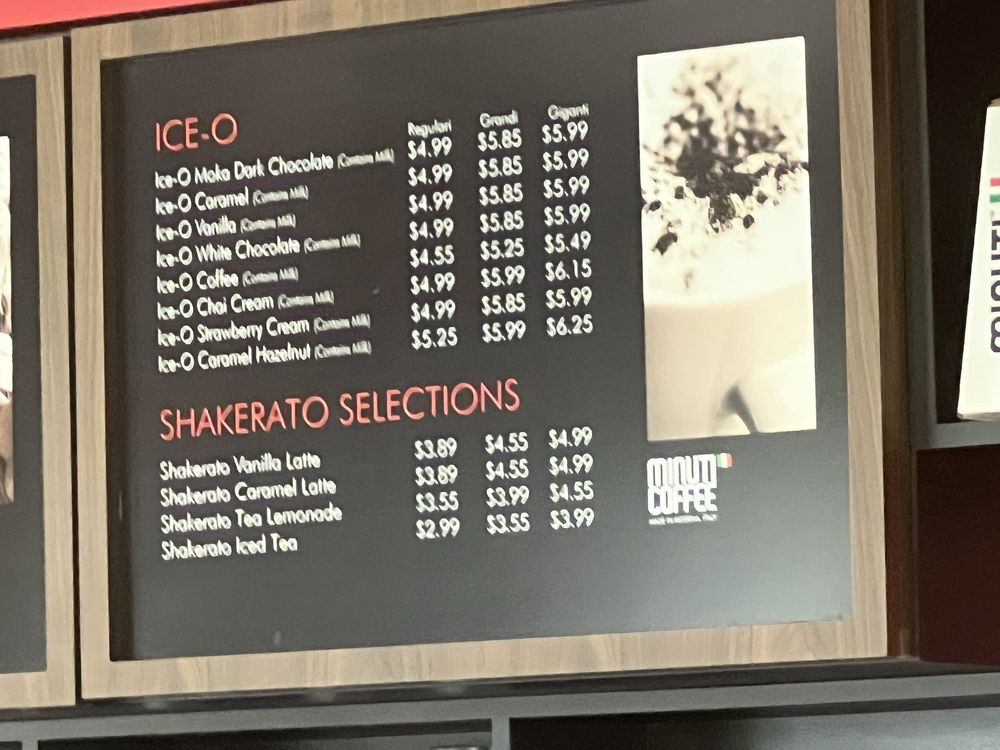 ICE-O Regulari Grandi Giganti
Ice-O Moka Dark Chocolate (Contains Milk) $4.99 $5.85 $5.99
Ice-O Caramel (Contains Milk) $4.99 $5.85 $5.99
Ice-O Vanilla (Contains Milk) $4.99 $5.85 $5.99
Ice-O White Chocolate (Contains Milk) $4.99 $5.85 $5.99
Ice-O Coffee (Contains Milk) $4.55 $5.25 $5.49
Ice-O Chai Cream (Contains Milk) $4.99 $5.99 $6.15
Ice-O Strawberry Cream (Contains Milk) $4.99 $5.85 $5.99
Ice-O Caramel Hazelnut (Contains Milk) $5.25 $5.99 $6.25
SHAKERATO SELECTIONS
Shakerato Vanilla Latte $3.89 $4.55 $4.99
Shakerato Caramel Latte $3.89 $4.55 $4.99
Shakerato Tea Lemonade $3.55 $3.99 $4.55
Shakerato Iced Tea $2.99 $3.55 $3.99
MINUTI
COFFEE